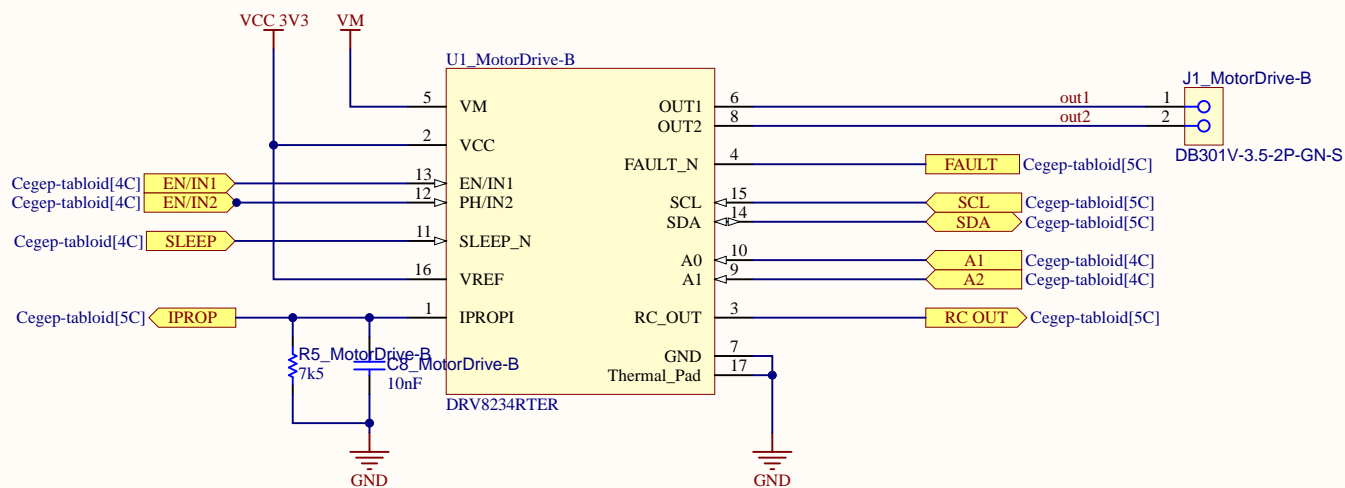 VCC 3V3
VM
U1_MotorDrive-B
J1_MotorDrive-B
5 VM
OUT1 6 out1 1
OUT2 8 out2 2
2 VCC
DB301V-3.5-2P-GN-S
FAULT_N 4 FAULT Cegep-tabloid[5C]
Cegep-tabloid[4C] EN/IN1 13 EN/IN1
Cegep-tabloid[4C] EN/IN2 12 PH/IN2
SCL 15 SCL Cegep-tabloid[5C]
SDA 14 SDA Cegep-tabloid[5C]
Cegep-tabloid[4C] SLEEP 11 SLEEP_N
A0 10 A1 Cegep-tabloid[4C]
16 VREF
A1 9 A2 Cegep-tabloid[4C]
Cegep-tabloid[5C] IPROP 1 IPROPI
RC_OUT 3 RC OUT Cegep-tabloid[5C]
R5_MotorDrive-B
7k5
C8_MotorDrive-B
10nF
GND 7
Thermal_Pad 17
DRV8234RTER
GND
GND